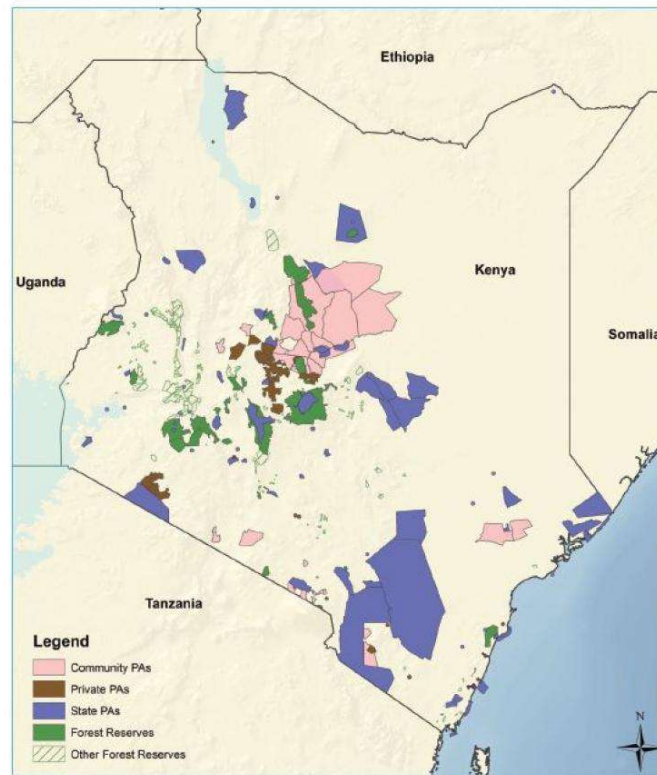 Ethiopia
Uganda
Kenya
Somalia
Tanzania
Legend
Community PAs
Private PAs
State PAs
Forest Reserves
Other Forest Reserves
N